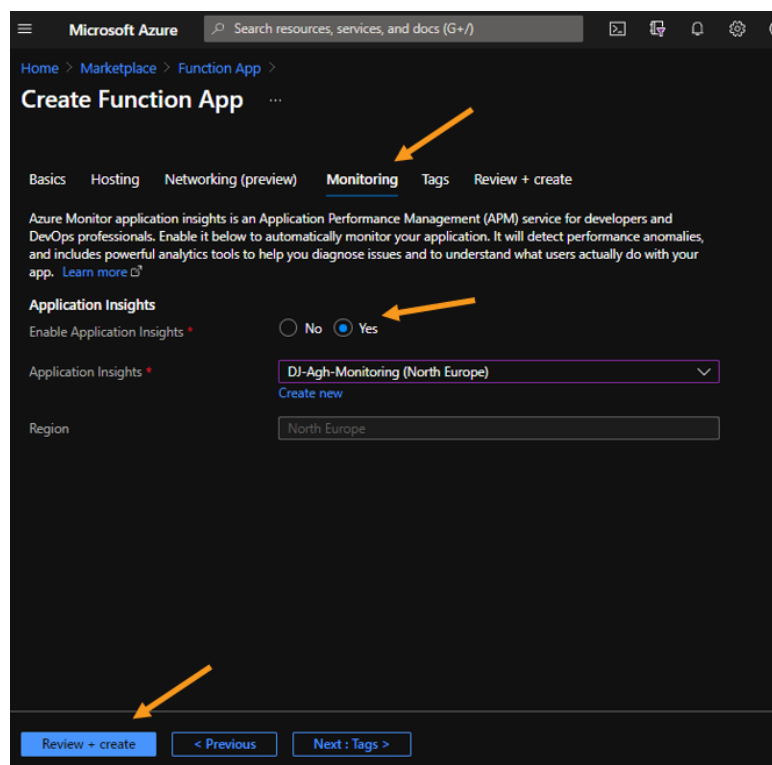 Microsoft Azure
Search resources, services, and docs (G+/)
Home > Marketplace > Function App >
Create Function App ...
Basics Hosting Networking (preview) Monitoring Tags Review + create
Azure Monitor application insights is an Application Performance Management (APM) service for developers and
DevOps professionals. Enable it below to automatically monitor your application. It will detect performance anomalies,
and includes powerful analytics tools to help you diagnose issues and to understand what users actually do with your
app. Learn more
Application Insights
Enable Application Insights * No Yes
Application Insights * DJ-Agh-Monitoring (North Europe)
Create new
Region North Europe
Review + create < Previous Next : Tags >